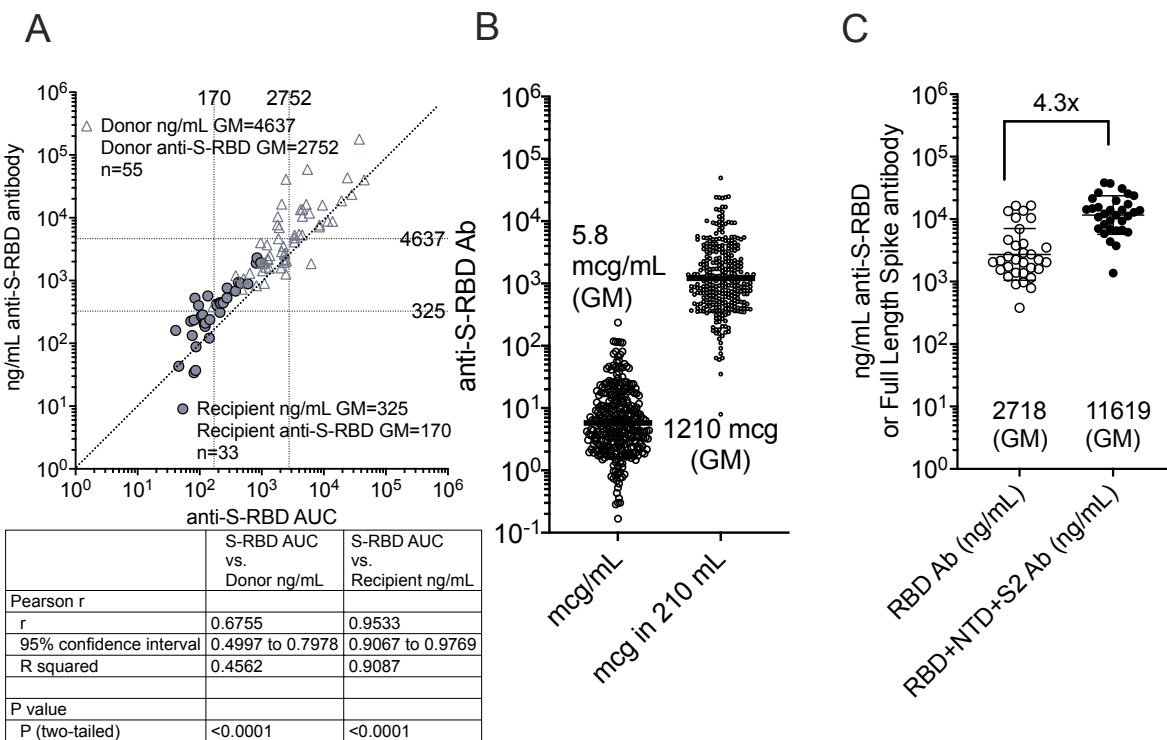 A
B
C
ng/mL anti-S-RBD antibody
10^6
10^5
10^4
10^3
10^2
10^1
10^0
170
2752
△ Donor ng/mL GM=4637
Donor anti-S-RBD GM=2752
n=55
4637
325
Recipient ng/mL GM=325
Recipient anti-S-RBD GM=170
n=33
10^0
10^1
10^2
10^3
10^4
10^5
10^6
anti-S-RBD AUC
S-RBD AUC vs. Donor ng/mL
S-RBD AUC vs. Recipient ng/mL
Pearson r
r 0.6755 0.9533
95% confidence interval 0.4997 to 0.7978 0.9067 to 0.9769
R squared 0.4562 0.9087
P value
P (two-tailed) <0.0001 <0.0001
anti-S-RBD Ab
10^6
10^5
10^4
10^3
10^2
10^1
10^0
10^-1
5.8
mcg/mL
(GM)
1210 mcg
(GM)
mcg/mL
mcg in 210 mL
ng/mL anti-S-RBD
or Full Length Spike antibody
10^6
10^5
10^4
10^3
10^2
10^1
10^0
4.3x
2718
(GM)
11619
(GM)
RBD Ab (ng/mL)
RBD+NTD+S2 Ab (ng/mL)